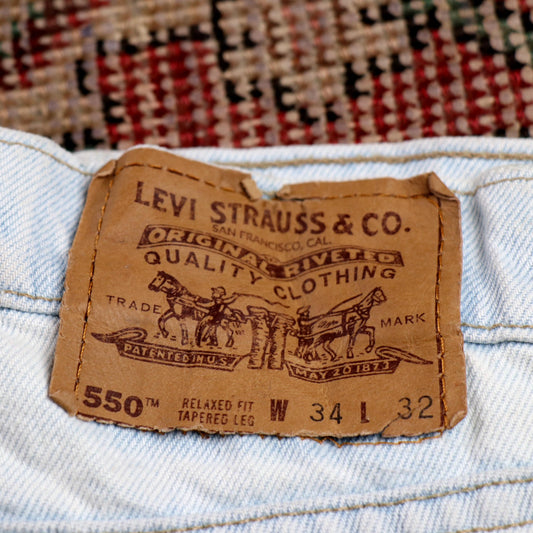 LEVI STRAUSS & CO.
SAN FRANCISCO, CAL.
ORIGINAL RIVETED
QUALITY CLOTHING
TRADE MARK
PATENTED IN U.S. MAY 20 1873
550™ RELAXED FIT W 34 L 32
TAPERED LEG